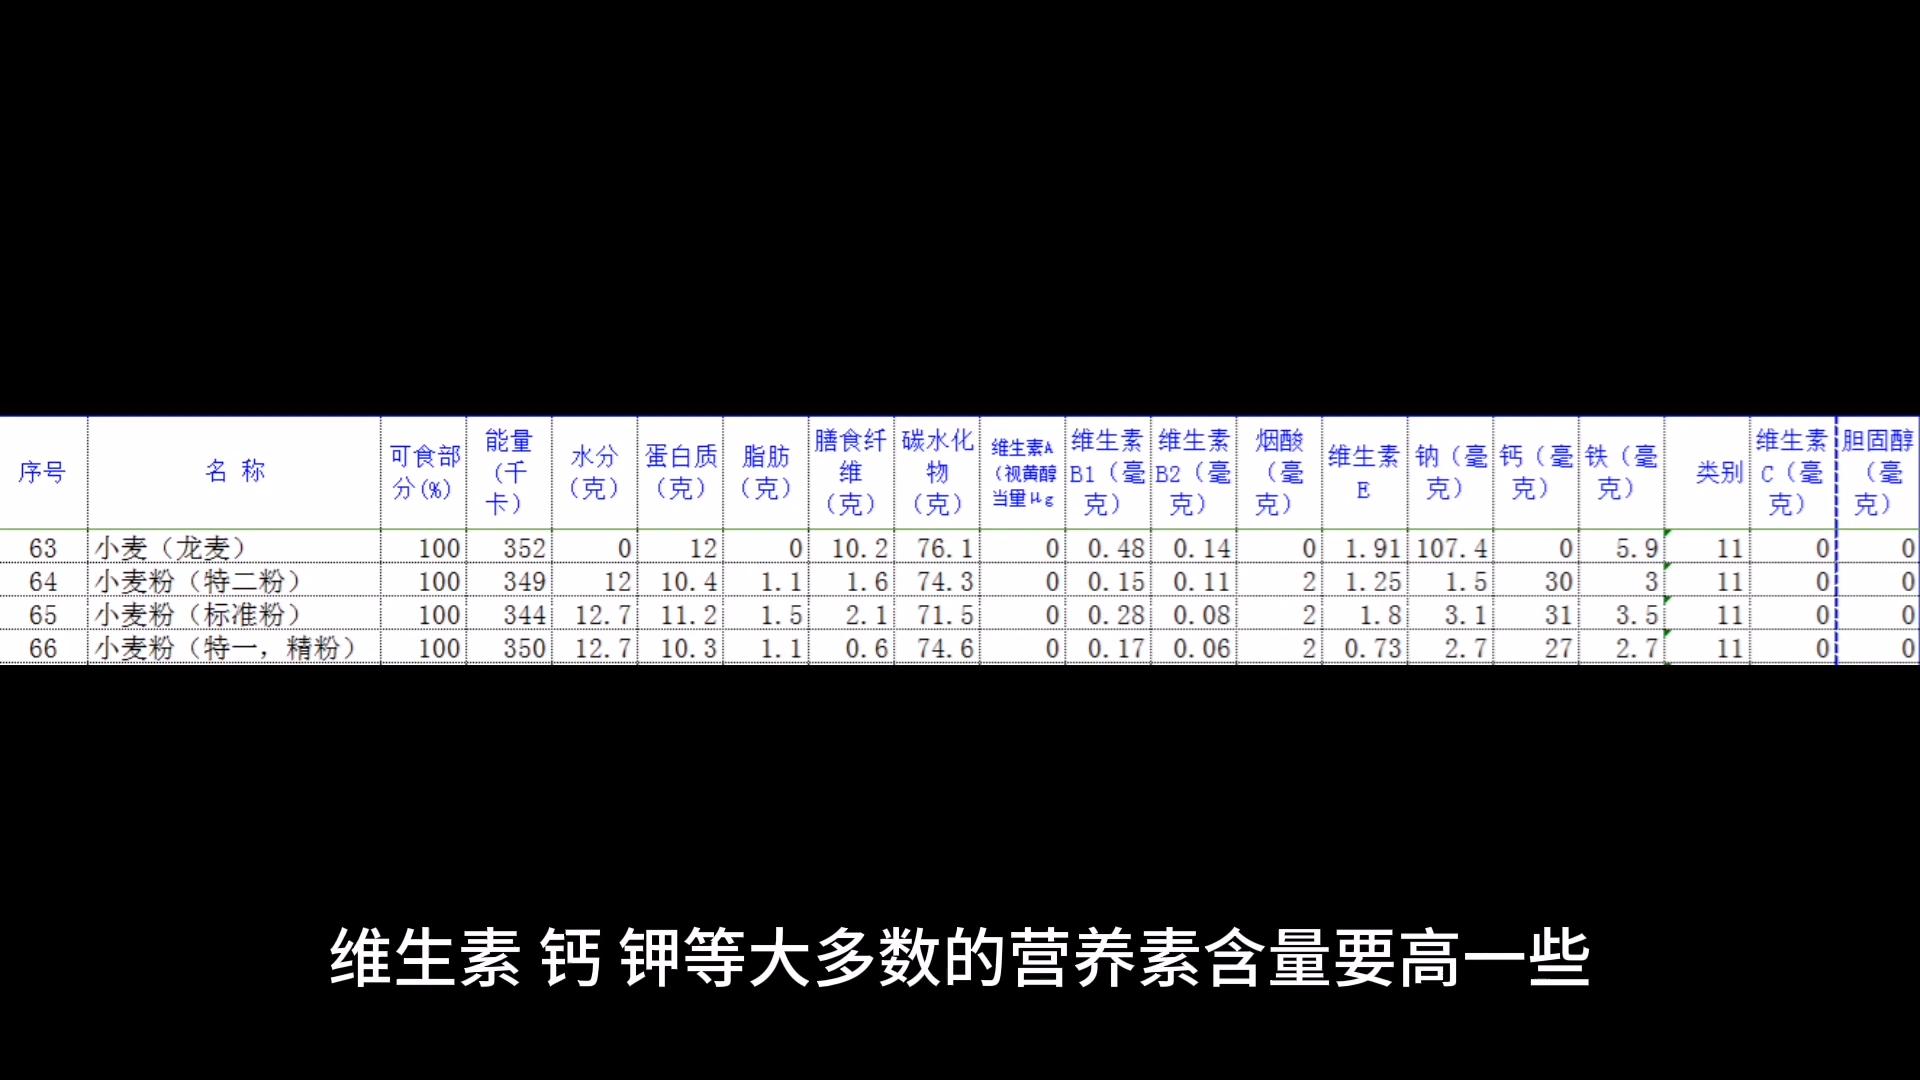 序号 名 称 可食部分(%) 能量(千卡) 水分(克) 蛋白质(克) 脂肪(克) 膳食纤维(克) 碳水化物(克) 维生素A(视黄醇当量μg 维生素B1(毫克) 维生素B2(毫克) 烟酸(毫克) 维生素E 钠(毫克) 钙(毫克) 铁(毫克) 类别 维生素C(毫克) 胆固醇(毫克)
63 小麦（龙麦） 100 352 0 12 0 10.2 76.1 0 0.48 0.14 0 1.91 107.4 0 5.9 11 0 0
64 小麦粉（特二粉） 100 349 12 10.4 1.1 1.6 74.3 0 0.15 0.11 2 1.25 1.5 30 3 11 0 0
65 小麦粉（标准粉） 100 344 12.7 11.2 1.5 2.1 71.5 0 0.28 0.08 2 1.8 3.1 31 3.5 11 0 0
66 小麦粉（特一，精粉） 100 350 12.7 10.3 1.1 0.6 74.6 0 0.17 0.06 2 0.73 2.7 27 2.7 11 0 0
维生素 钙 钾等大多数的营养素含量要高一些